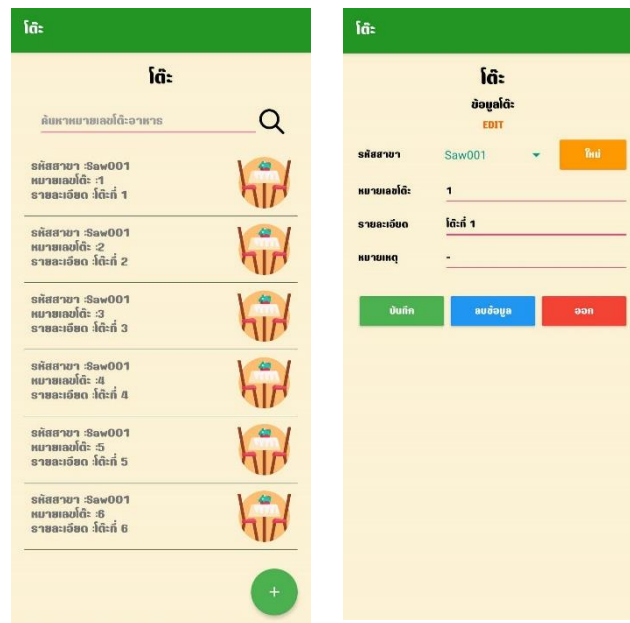 โต๊ะ
โต๊ะ
ค้นหาหมายเลขโต๊ะอาหาร
รหัสสาขา :Saw001
หมายเลขโต๊ะ :1
รายละเอียด :โต๊ะที่ 1
รหัสสาขา :Saw001
หมายเลขโต๊ะ :2
รายละเอียด :โต๊ะที่ 2
รหัสสาขา :Saw001
หมายเลขโต๊ะ :3
รายละเอียด :โต๊ะที่ 3
รหัสสาขา :Saw001
หมายเลขโต๊ะ :4
รายละเอียด :โต๊ะที่ 4
รหัสสาขา :Saw001
หมายเลขโต๊ะ :5
รายละเอียด :โต๊ะที่ 5
รหัสสาขา :Saw001
หมายเลขโต๊ะ :6
รายละเอียด :โต๊ะที่ 6
+
โต๊ะ
โต๊ะ
ข้อมูลโต๊ะ
EDIT
รหัสสาขา Saw001 ใหม่
หมายเลขโต๊ะ 1
รายละเอียด โต๊ะที่ 1
หมายเหตุ -
บันทึก ลบข้อมูล ออก